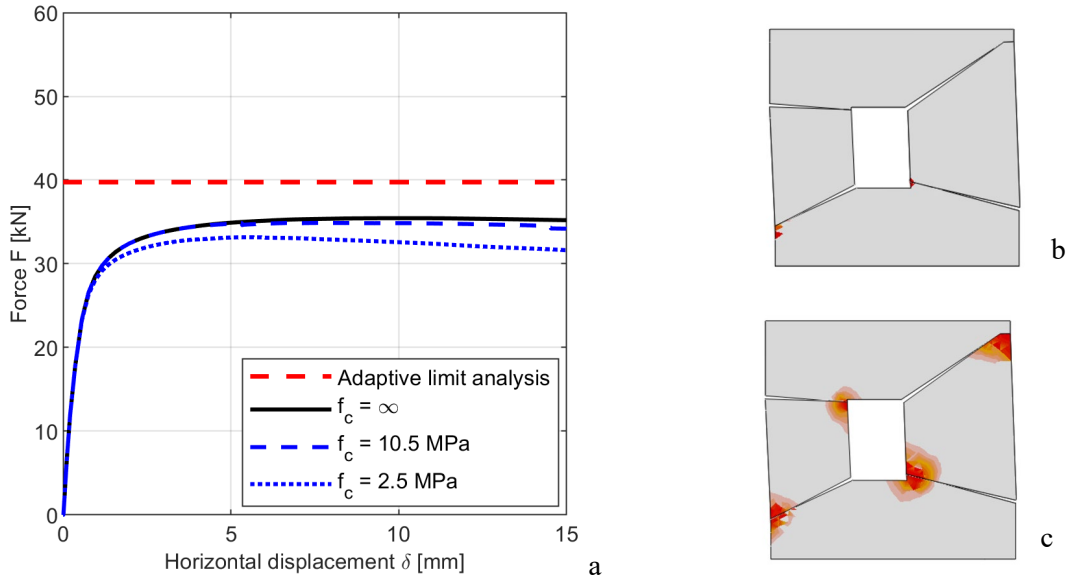 60
50
40
30
20
10
0
Force F [kN]
Adaptive limit analysis
f_c = ∞
f_c = 10.5 MPa
f_c = 2.5 MPa
0 5 10 15
Horizontal displacement δ [mm]
a
b
c